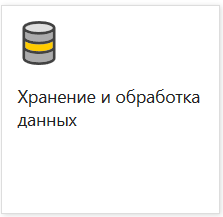 Хранение и обработка
данных